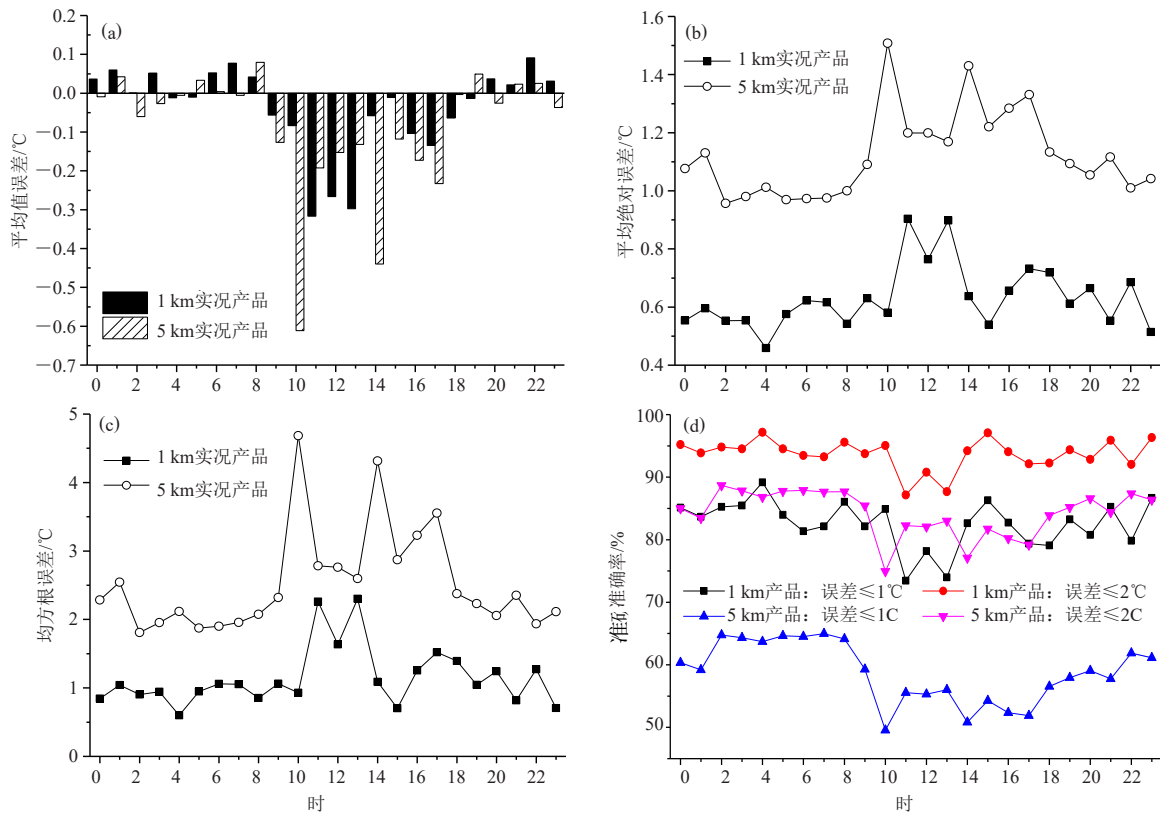 (a)
0.2
0.1
0.0
−0.1
−0.2
−0.3
−0.4
−0.5
−0.6
−0.7
平均值误差/℃
1 km实况产品
5 km实况产品
0 2 4 6 8 10 12 14 16 18 20 22
(b)
1.6
1.4
1.2
1.0
0.8
0.6
0.4
平均绝对误差/℃
1 km实况产品
5 km实况产品
0 2 4 6 8 10 12 14 16 18 20 22
(c)
5
4
3
2
1
0
均方根误差/℃
1 km实况产品
5 km实况产品
0 2 4 6 8 10 12 14 16 18 20 22
时
(d)
100
90
80
70
60
50
准确率/%
1 km产品：误差≤1℃
1 km产品：误差≤2℃
5 km产品：误差≤1C
5 km产品：误差≤2C
0 2 4 6 8 10 12 14 16 18 20 22
时